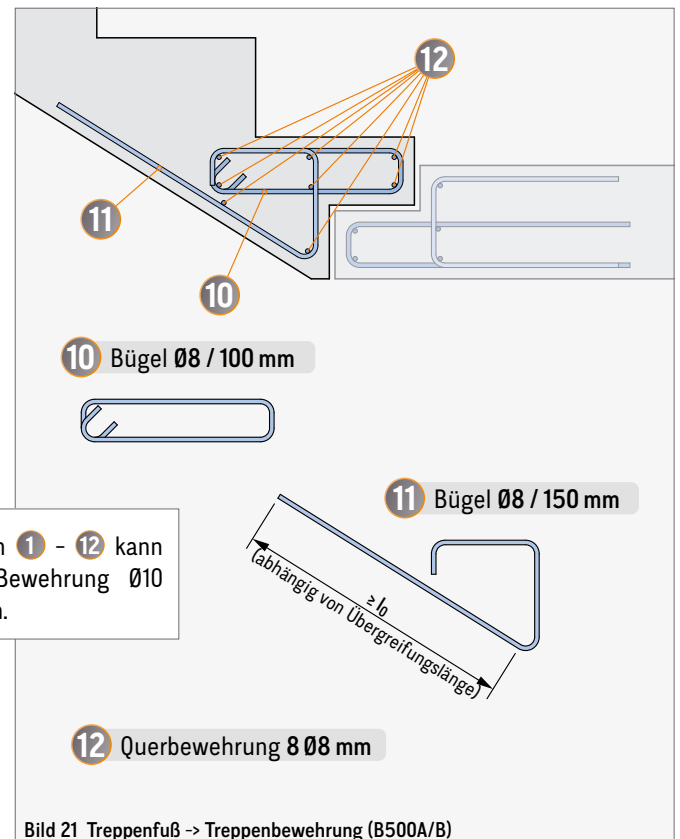 12
11
10
10 Bügel Ø8 / 100 mm
11 Bügel Ø8 / 150 mm
1 - 12 kann
Bewehrung Ø10
≥ l0
(abhängig von Übergreifungslänge)
12 Querbewehrung 8 Ø8 mm
Bild 21 Treppenfuß -> Treppenbewehrung (B500A/B)